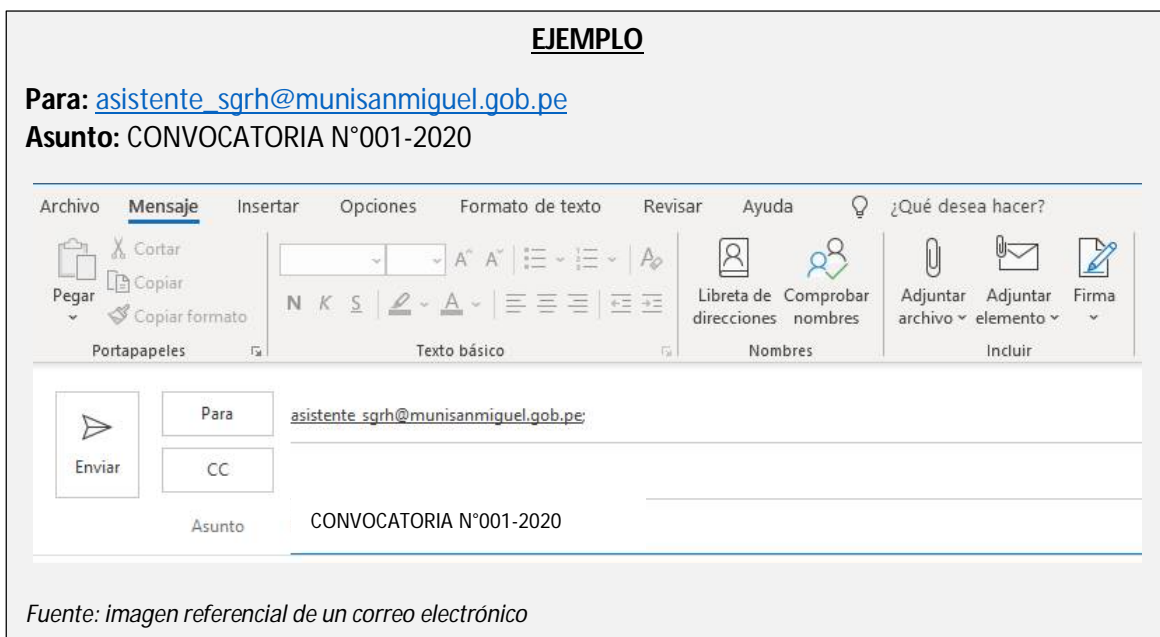 EJEMPLO
Para: asistente_sgrh@munisanmiguel.gob.pe
Asunto: CONVOCATORIA N°001-2020
Archivo Mensaje Insertar Opciones Formato de texto Revisar Ayuda ¿Qué desea hacer?
Pegar
Cortar
Copiar
Copiar formato
Portapapeles
N K S
Texto básico
Libreta de direcciones
Comprobar nombres
Nombres
Adjuntar archivo
Adjuntar elemento
Firma
Incluir
Enviar
Para asistente_sgrh@munisanmiguel.gob.pe;
CC
Asunto CONVOCATORIA N°001-2020
Fuente: imagen referencial de un correo electrónico